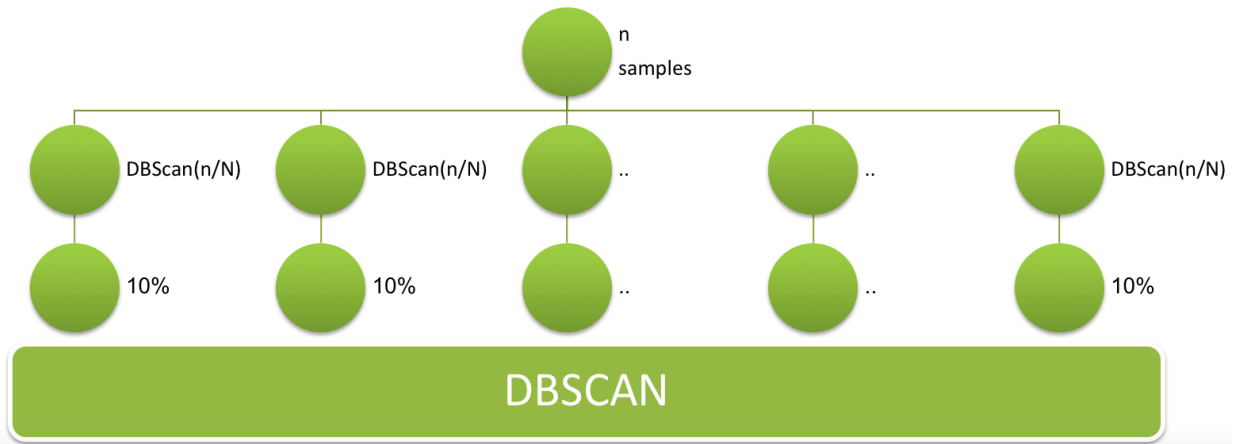 n
samples
DBScan(n/N)
DBScan(n/N)
..
..
DBScan(n/N)
10%
10%
..
..
10%
DBSCAN